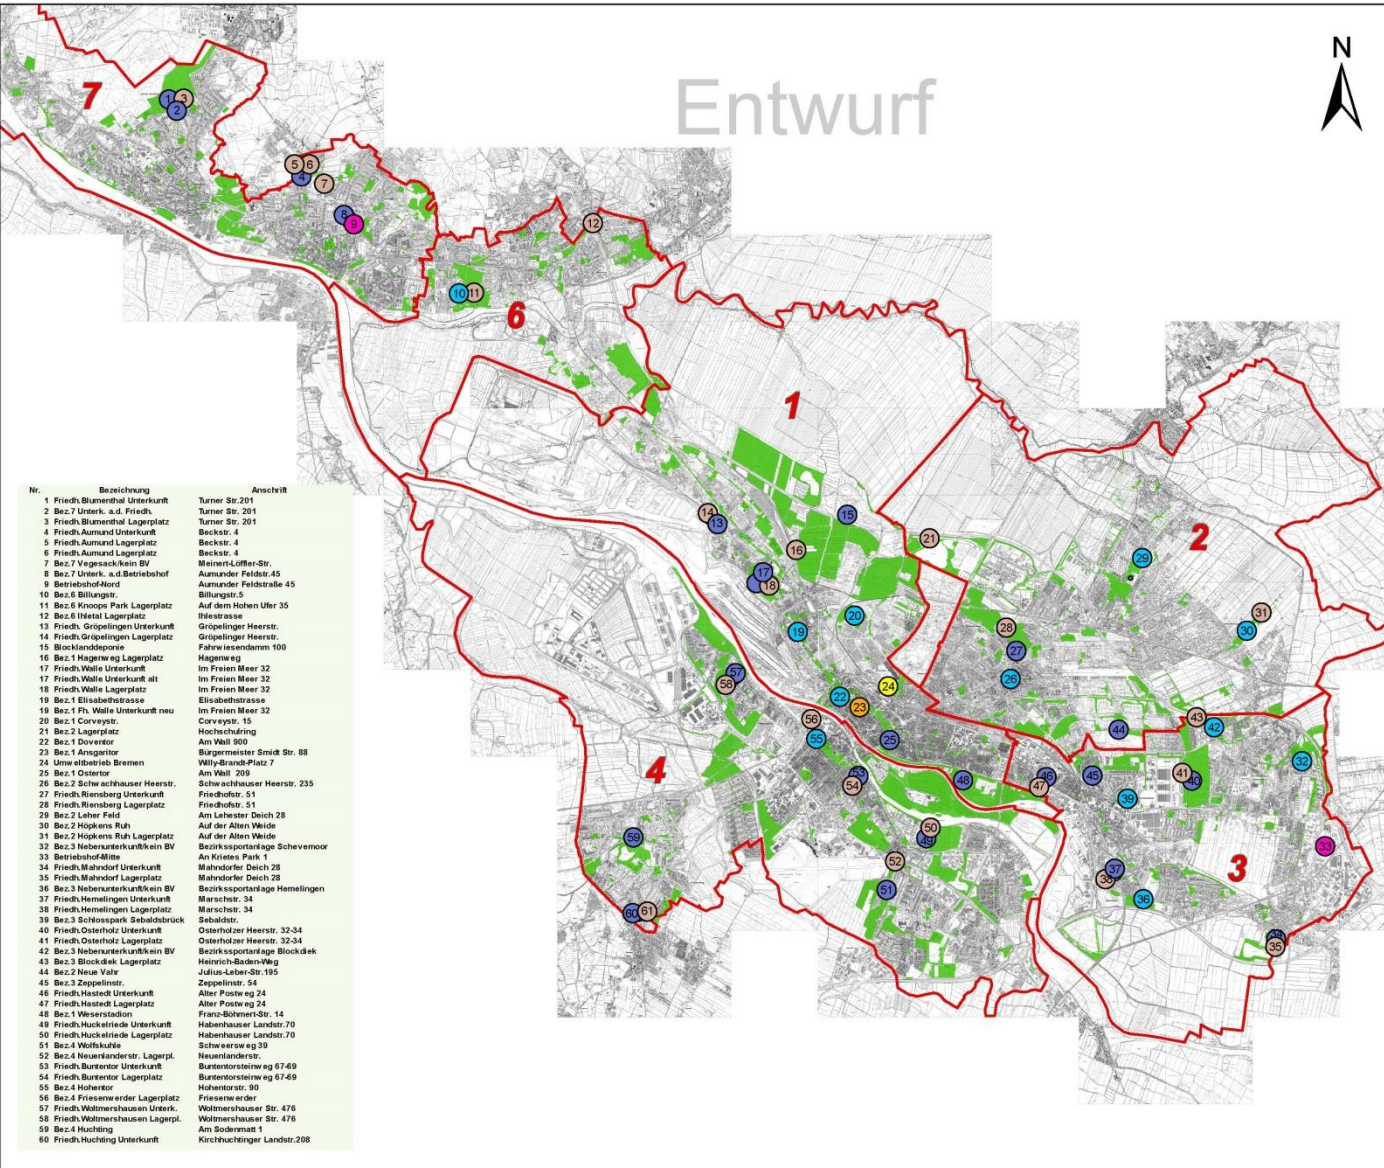 Entwurf
N
7
6
1
2
4
3
Nr. Bezeichnung Anschrift
1 Friedh.Blumenthal Unterkunft Turner Str.201
2 Bez.7 Unterk. a.d. Friedh. Turner Str. 201
3 Friedh.Blumenthal Lagerplatz Turner Str. 201
4 Friedh.Aumund Unterkunft Beckstr. 4
5 Friedh.Aumund Lagerplatz Beckstr. 4
6 Friedh.Aumund Lagerplatz Beckstr. 4
7 Bez.7 Vegesack/kein BV Meinert-Löffler-Str.
8 Bez.7 Unterk. a.d.Betriebshof Aumunder Feldstr.45
9 Betriebshof-Nord Aumunder Feldstraße 45
10 Bez.6 Billungstr. Billungstr.5
11 Bez.6 Knoops Park Lagerplatz Auf dem Hohen Ufer 35
12 Bez.6 Ihletal Lagerplatz Ihlestrasse
13 Friedh. Gröpelingen Unterkunft Gröpelinger Heerstr.
14 Friedh.Gröpelingen Lagerplatz Gröpelinger Heerstr.
15 Blocklanddeponie Fahrwiesendamm 100
16 Bez.1 Hagenweg Lagerplatz Hagenweg
17 Friedh.Walle Unterkunft Im Freien Meer 32
17 Friedh.Walle Unterkunft alt Im Freien Meer 32
18 Friedh.Walle Lagerplatz Im Freien Meer 32
19 Bez.1 Elisabethstrasse Elisabethstrasse
19 Bez.1 Fh. Walle Unterkunft neu Im Freien Meer 32
20 Bez.1 Corveystr. Corveystr. 15
21 Bez.2 Lagerplatz Hochschulring
22 Bez.1 Doventor Am Wall 900
23 Bez.1 Ansgaritor Bürgermeister Smidt Str. 88
24 Umweltbetrieb Bremen Willy-Brandt-Platz 7
25 Bez.1 Ostertor Am Wall 209
26 Bez.2 Schwachhauser Heerstr. Schwachhauser Heerstr. 235
27 Friedh.Riensberg Unterkunft Friedhofstr. 51
28 Friedh.Riensberg Lagerplatz Friedhofstr. 51
29 Bez.2 Leher Feld Am Lehester Deich 28
30 Bez.2 Höpkens Ruh Auf der Alten Weide
31 Bez.2 Höpkens Ruh Lagerplatz Auf der Alten Weide
32 Bez.3 Nebenunterkunft/kein BV Bezirkssportanlage Schevemoor
33 Betriebshof-Mitte An Krietes Park 1
34 Friedh.Mahndorf Unterkunft Mahndorfer Deich 28
35 Friedh.Mahndorf Lagerplatz Mahndorfer Deich 28
36 Bez.3 Nebenunterkunft/kein BV Bezirkssportanlage Hemelingen
37 Friedh.Hemelingen Unterkunft Marschstr. 34
38 Friedh.Hemelingen Lagerplatz Marschstr. 34
39 Bez.3 Schlosspark Sebaldsbrück Sebaldstr.
40 Friedh.Osterholz Unterkunft Osterholzer Heerstr. 32-34
41 Friedh.Osterholz Lagerplatz Osterholzer Heerstr. 32-34
42 Bez.3 Nebenunterkunft/kein BV Bezirkssportanlage Blockdiek
43 Bez.3 Blockdiek Lagerplatz Heinrich-Baden-Weg
44 Bez.2 Neue Vahr Julius-Leber-Str.195
45 Bez.3 Zeppelinstr. Zeppelinstr. 54
46 Friedh.Hastedt Unterkunft Alter Postweg 24
47 Friedh.Hastedt Lagerplatz Alter Postweg 24
48 Bez.1 Weserstadion Franz-Böhmert-Str. 14
49 Friedh.Huckelriede Unterkunft Habenhauser Landstr.70
50 Friedh.Huckelriede Lagerplatz Habenhauser Landstr.70
51 Bez.4 Wolfskuhle Schweersweg 39
52 Bez.4 Neuenlanderstr. Lagerpl. Neuenlanderstr.
53 Friedh.Buntentor Unterkunft Buntentorsteinweg 67-69
54 Friedh.Buntentor Lagerplatz Buntentorsteinweg 67-69
55 Bez.4 Hohentor Hohentorstr. 90
56 Bez.4 Friesenwerder Lagerplatz Friesenwerder
57 Friedh.Woltmershausen Unterk. Woltmershauser Str. 476
58 Friedh.Woltmershausen Lagerpl. Woltmershauser Str. 476
59 Bez.4 Huchting Am Sodenmatt 1
60 Friedh.Huchting Unterkunft Kirchhuchtinger Landstr.208